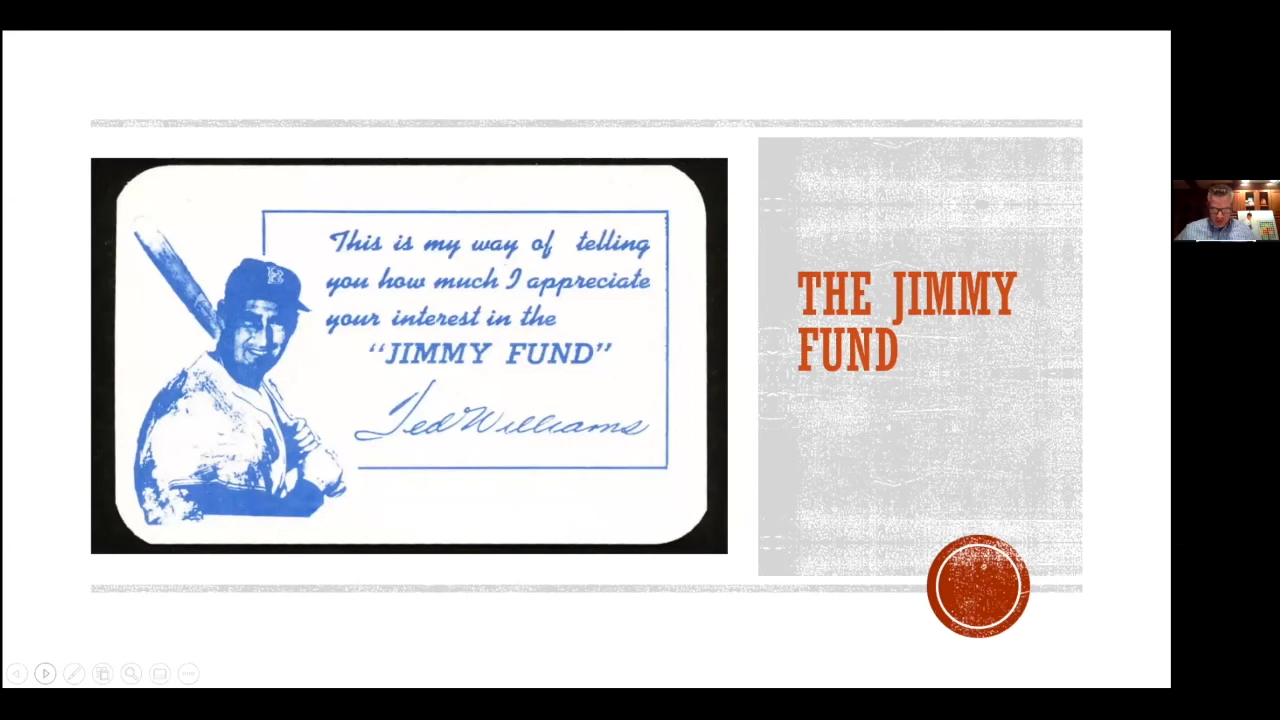 This is my way of telling
you how much I appreciate
your interest in the
“JIMMY FUND”
Ted Williams
B
THE JIMMY
FUND